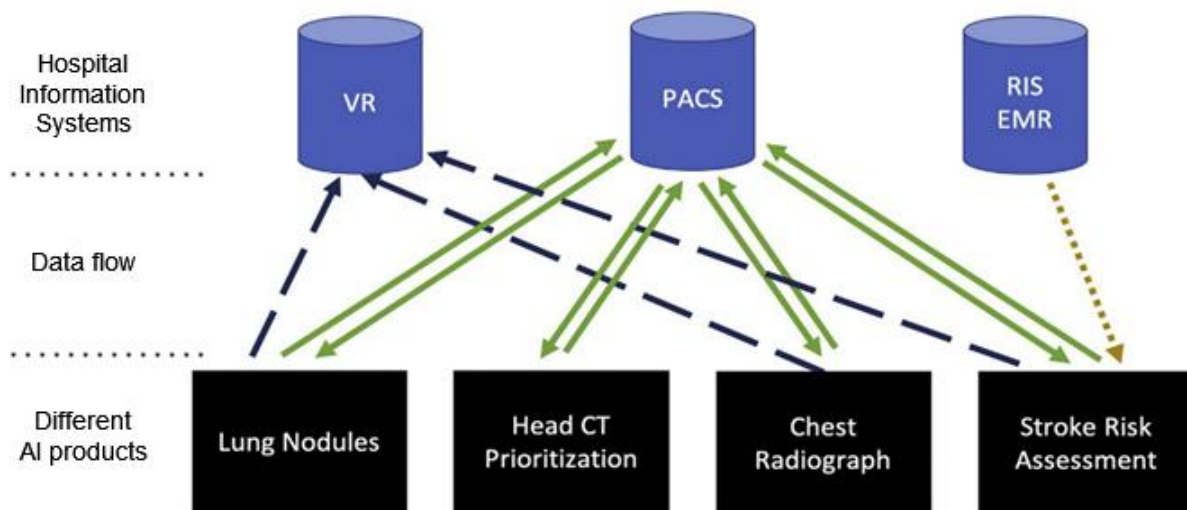 Hospital
Information
Systems
VR
PACS
RIS
EMR
Data flow
Different
AI products
Lung Nodules
Head CT
Prioritization
Chest
Radiograph
Stroke Risk
Assessment